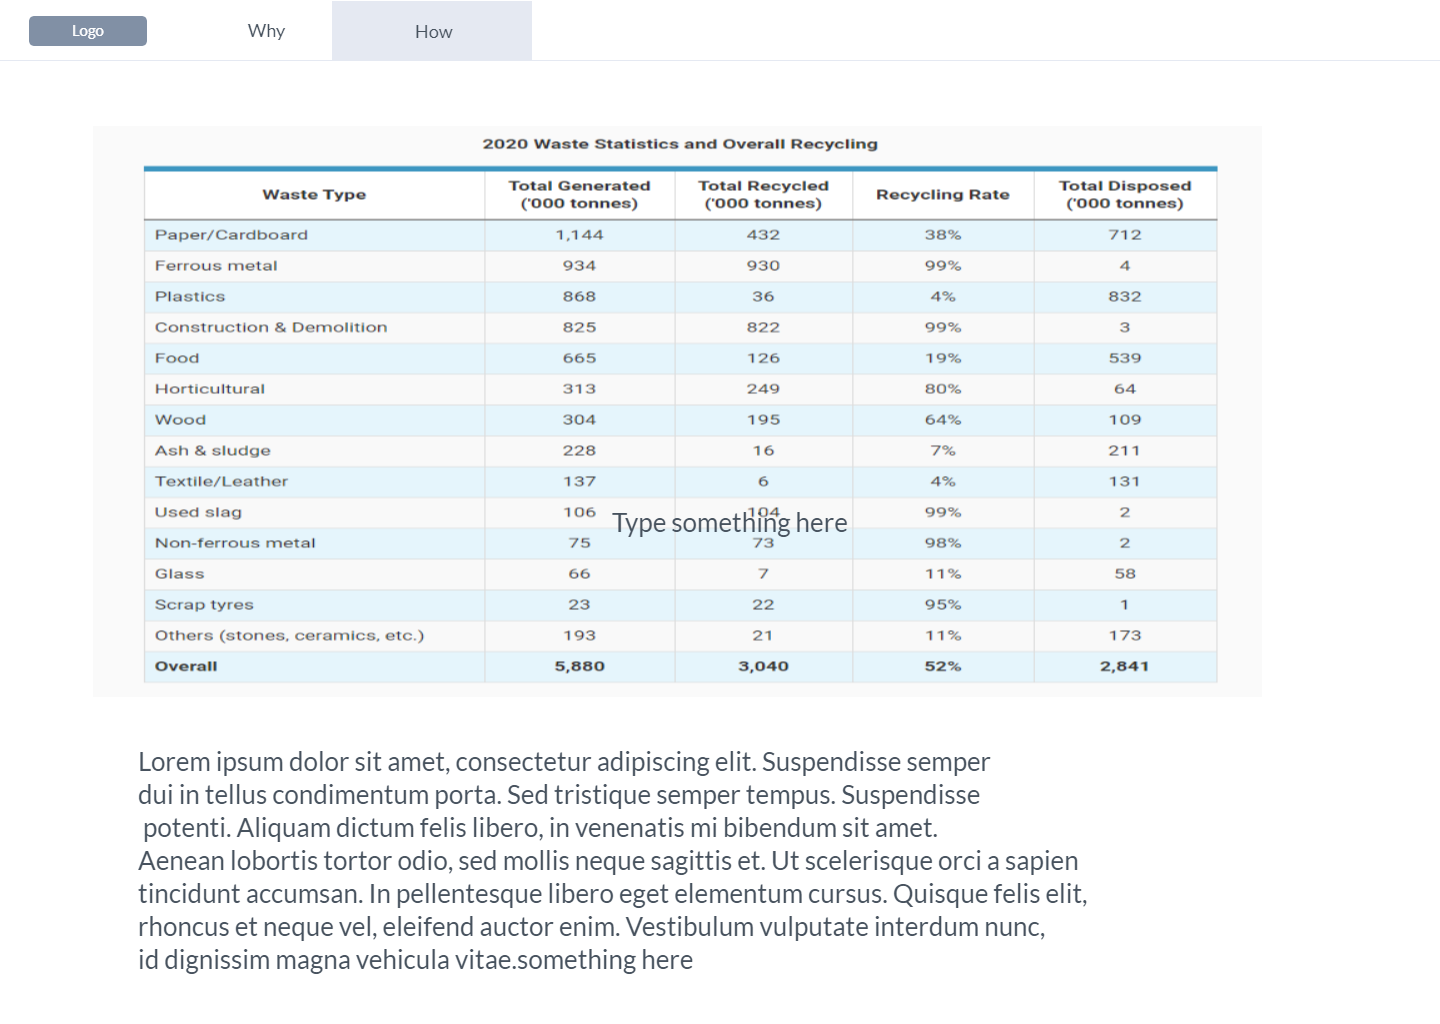 Logo Why How
2020 Waste Statistics and Overall Recycling
Waste Type Total Generated ('000 tonnes) Total Recycled ('000 tonnes) Recycling Rate Total Disposed ('000 tonnes)
Paper/Cardboard 1,144 432 38% 712
Ferrous metal 934 930 99% 4
Plastics 868 36 4% 832
Construction & Demolition 825 822 99% 3
Food 665 126 19% 539
Horticultural 313 249 80% 64
Wood 304 195 64% 109
Ash & sludge 228 16 7% 211
Textile/Leather 137 6 4% 131
Used slag 106 104 99% 2
Type something here
Non-ferrous metal 75 73 98% 2
Glass 66 7 11% 58
Scrap tyres 23 22 95% 1
Others (stones, ceramics, etc.) 193 21 11% 173
Overall 5,880 3,040 52% 2,841
Lorem ipsum dolor sit amet, consectetur adipiscing elit. Suspendisse semper
dui in tellus condimentum porta. Sed tristique semper tempus. Suspendisse
potenti. Aliquam dictum felis libero, in venenatis mi bibendum sit amet.
Aenean lobortis tortor odio, sed mollis neque sagittis et. Ut scelerisque orci a sapien
tincidunt accumsan. In pellentesque libero eget elementum cursus. Quisque felis elit,
rhoncus et neque vel, eleifend auctor enim. Vestibulum vulputate interdum nunc,
id dignissim magna vehicula vitae.something here